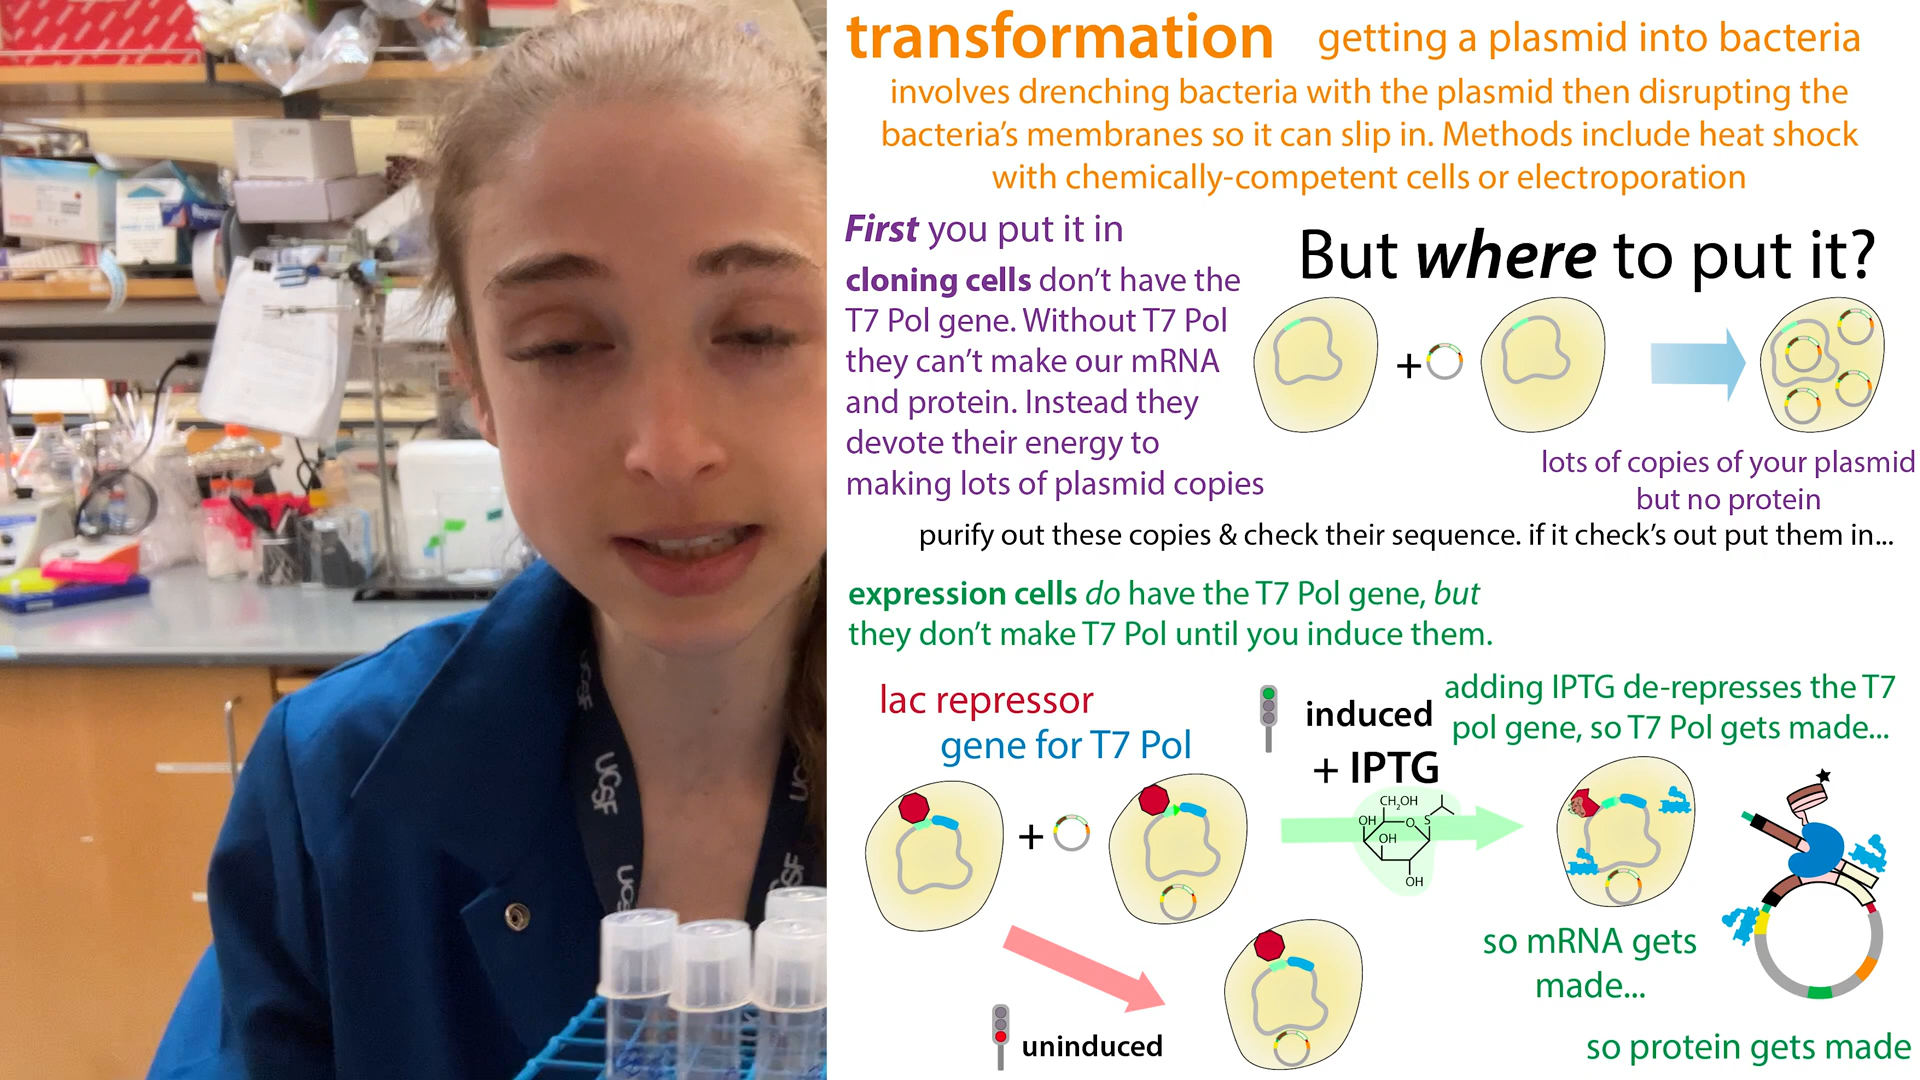 transformation getting a plasmid into bacteria
involves drenching bacteria with the plasmid then disrupting the
bacteria’s membranes so it can slip in. Methods include heat shock
with chemically-competent cells or electroporation
First you put it in
cloning cells don’t have the
T7 Pol gene. Without T7 Pol
they can’t make our mRNA
and protein. Instead they
devote their energy to
making lots of plasmid copies
But where to put it?
+
lots of copies of your plasmid
but no protein
purify out these copies & check their sequence. if it check’s out put them in...
expression cells do have the T7 Pol gene, but
they don’t make T7 Pol until you induce them.
lac repressor
gene for T7 Pol
+
induced
+ IPTG
CH₂OH
OH
O
S
OH
OH
adding IPTG de-represses the T7
pol gene, so T7 Pol gets made...
so mRNA gets
made...
so protein gets made
uninduced
UCSF
UCSF
UCSF
UCSF
UCSF